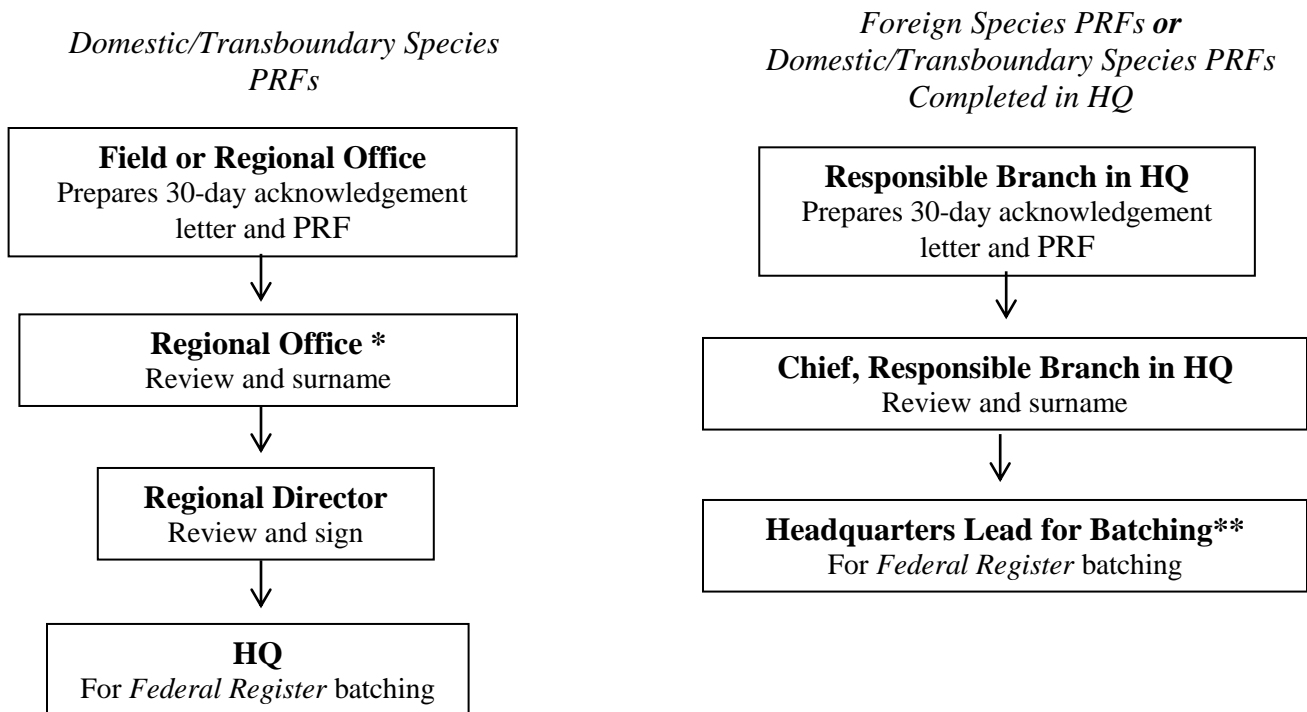 Domestic/Transboundary Species
PRFs
Field or Regional Office
Prepares 30-day acknowledgement
letter and PRF
Regional Office *
Review and surname
Regional Director
Review and sign
HQ
For Federal Register batching
Foreign Species PRFs or
Domestic/Transboundary Species PRFs
Completed in HQ
Responsible Branch in HQ
Prepares 30-day acknowledgement
letter and PRF
Chief, Responsible Branch in HQ
Review and surname
Headquarters Lead for Batching**
For Federal Register batching